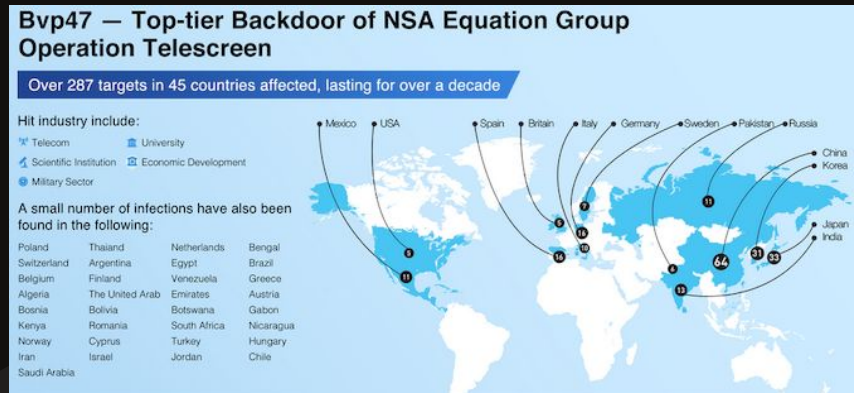 Bvp47 — Top-tier Backdoor of NSA Equation Group
Operation Telescreen
Over 287 targets in 45 countries affected, lasting for over a decade
Hit industry include:
Telecom University
Scientific Institution Economic Development
Military Sector
A small number of infections have also been
found in the following:
Poland Thaiand Netherlands Bengal
Switzerland Argentina Egypt Brazil
Belgium Finland Venezuela Greece
Algeria The United Arab Emirates Austria
Bosnia Bolivia Botswana Gabon
Kenya Romania South Africa Nicaragua
Norway Cyprus Turkey Hungary
Iran Israel Jordan Chile
Saudi Arabia
Mexico USA Spain Britain Italy Germany Sweden Pakistan Russia
China
Korea
Japan
India
5
11
5
16
7
16
10
11
6
13
64
31
33